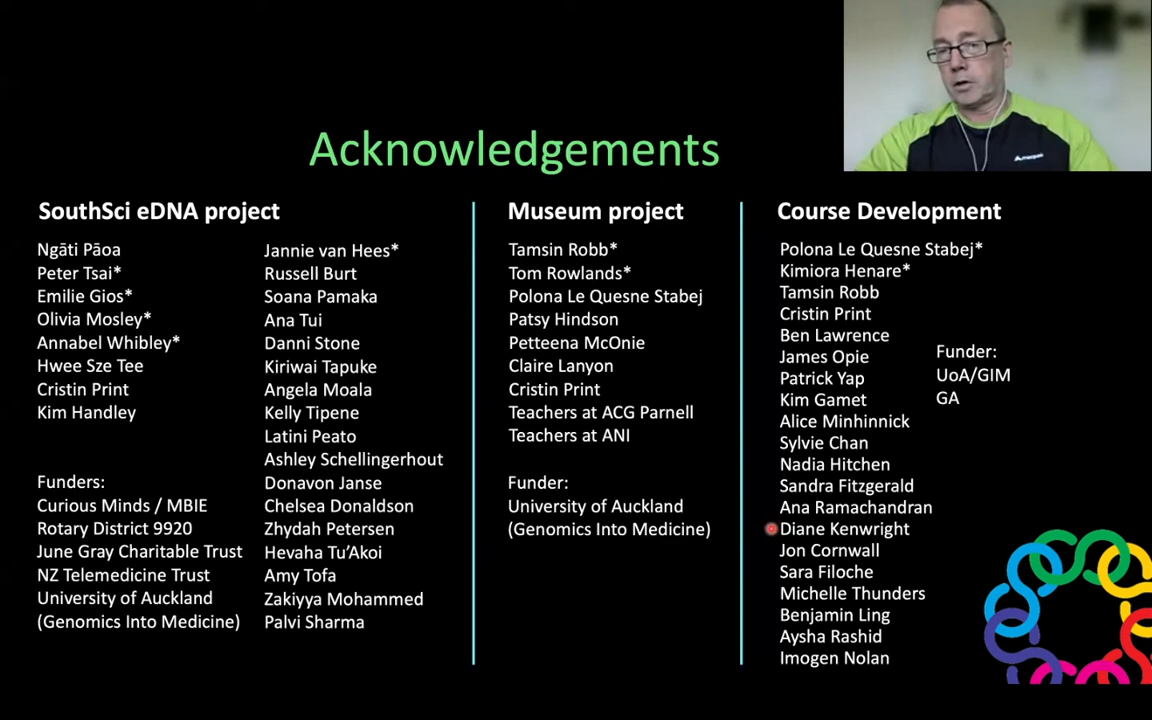 Acknowledgements
SouthSci eDNA project
Ngāti Pāoa
Peter Tsai*
Emilie Gios*
Olivia Mosley*
Annabel Whibley*
Hwee Sze Tee
Cristin Print
Kim Handley
Funders:
Curious Minds / MBIE
Rotary District 9920
June Gray Charitable Trust
NZ Telemedicine Trust
University of Auckland
(Genomics Into Medicine)
Jannie van Hees*
Russell Burt
Soana Pamaka
Ana Tui
Danni Stone
Kiriwai Tapuke
Angela Moala
Kelly Tipene
Latini Peato
Ashley Schellingerhout
Donavon Janse
Chelsea Donaldson
Zhydah Petersen
Hevaha Tu’Akoi
Amy Tofa
Zakiyya Mohammed
Palvi Sharma
Museum project
Tamsin Robb*
Tom Rowlands*
Polona Le Quesne Stabej
Patsy Hindson
Petteena McOnie
Claire Lanyon
Cristin Print
Teachers at ACG Parnell
Teachers at ANI
Funder:
University of Auckland
(Genomics Into Medicine)
Course Development
Polona Le Quesne Stabej*
Kimiora Henare*
Tamsin Robb
Cristin Print
Ben Lawrence
James Opie
Patrick Yap
Kim Gamet
Alice Minhinnick
Sylvie Chan
Nadia Hitchen
Sandra Fitzgerald
Ana Ramachandran
Diane Kenwright
Jon Cornwall
Sara Filoche
Michelle Thunders
Benjamin Ling
Aysha Rashid
Imogen Nolan
Funder:
UoA/GIM
GA